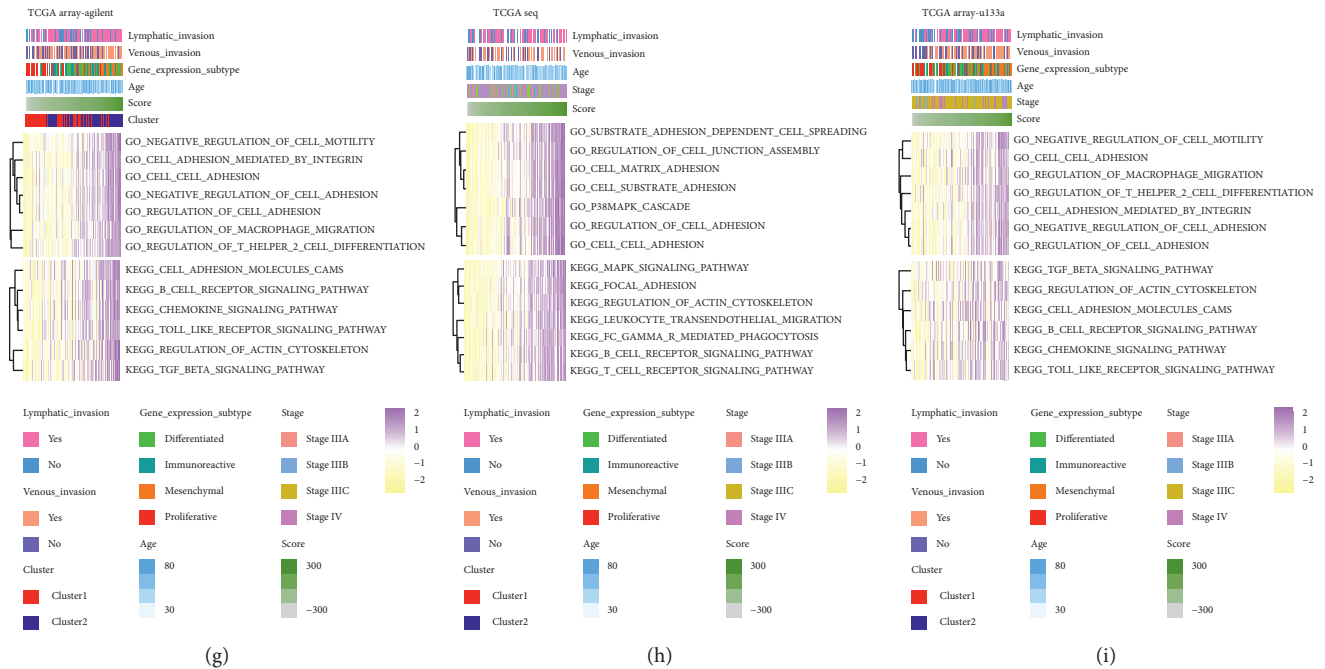 TCGA array-agilent
Lymphatic_invasion
Venous_invasion
Gene_expression_subtype
Age
Score
Cluster
GO_NEGATIVE_REGULATION_OF_CELL_MOTILITY
GO_CELL_ADHESION_MEDIATED_BY_INTEGRIN
GO_CELL_CELL_ADHESION
GO_NEGATIVE_REGULATION_OF_CELL_ADHESION
GO_REGULATION_OF_CELL_ADHESION
GO_REGULATION_OF_MACROPHAGE_MIGRATION
GO_REGULATION_OF_T_HELPER_2_CELL_DIFFERENTIATION
KEGG_CELL_ADHESION_MOLECULES_CAMS
KEGG_B_CELL_RECEPTOR_SIGNALING_PATHWAY
KEGG_CHEMOKINE_SIGNALING_PATHWAY
KEGG_TOLL_LIKE_RECEPTOR_SIGNALING_PATHWAY
KEGG_REGULATION_OF_ACTIN_CYTOSKELETON
KEGG_TGF_BETA_SIGNALING_PATHWAY
Lymphatic_invasion
Yes
No
Venous_invasion
Yes
No
Cluster
Cluster1
Cluster2
Gene_expression_subtype
Differentiated
Immunoreactive
Mesenchymal
Proliferative
Age
80
30
Stage
Stage IIIA
Stage IIIB
Stage IIIC
Stage IV
Score
300
−300
2
1
0
−1
−2
(g)
TCGA seq
Lymphatic_invasion
Venous_invasion
Age
Stage
Score
GO_SUBSTRATE_ADHESION_DEPENDENT_CELL_SPREADING
GO_REGULATION_OF_CELL_JUNCTION_ASSEMBLY
GO_CELL_MATRIX_ADHESION
GO_CELL_SUBSTRATE_ADHESION
GO_P38MAPK_CASCADE
GO_REGULATION_OF_CELL_ADHESION
GO_CELL_CELL_ADHESION
KEGG_MAPK_SIGNALING_PATHWAY
KEGG_FOCAL_ADHESION
KEGG_REGULATION_OF_ACTIN_CYTOSKELETON
KEGG_LEUKOCYTE_TRANSENDOTHELIAL_MIGRATION
KEGG_FC_GAMMA_R_MEDIATED_PHAGOCYTOSIS
KEGG_B_CELL_RECEPTOR_SIGNALING_PATHWAY
KEGG_T_CELL_RECEPTOR_SIGNALING_PATHWAY
Lymphatic_invasion
Yes
No
Venous_invasion
Yes
No
Cluster
Cluster1
Cluster2
Gene_expression_subtype
Differentiated
Immunoreactive
Mesenchymal
Proliferative
Age
80
30
Stage
Stage IIIA
Stage IIIB
Stage IIIC
Stage IV
Score
300
−300
2
1
0
−1
−2
(h)
TCGA array-u133a
Lymphatic_invasion
Venous_invasion
Gene_expression_subtype
Age
Stage
Score
GO_NEGATIVE_REGULATION_OF_CELL_MOTILITY
GO_CELL_CELL_ADHESION
GO_REGULATION_OF_MACROPHAGE_MIGRATION
GO_REGULATION_OF_T_HELPER_2_CELL_DIFFERENTIATION
GO_CELL_ADHESION_MEDIATED_BY_INTEGRIN
GO_NEGATIVE_REGULATION_OF_CELL_ADHESION
GO_REGULATION_OF_CELL_ADHESION
KEGG_TGF_BETA_SIGNALING_PATHWAY
KEGG_REGULATION_OF_ACTIN_CYTOSKELETON
KEGG_CELL_ADHESION_MOLECULES_CAMS
KEGG_B_CELL_RECEPTOR_SIGNALING_PATHWAY
KEGG_CHEMOKINE_SIGNALING_PATHWAY
KEGG_TOLL_LIKE_RECEPTOR_SIGNALING_PATHWAY
Lymphatic_invasion
Yes
No
Venous_invasion
Yes
No
Cluster
Cluster1
Cluster2
Gene_expression_subtype
Differentiated
Immunoreactive
Mesenchymal
Proliferative
Age
80
30
Stage
Stage IIIA
Stage IIIB
Stage IIIC
Stage IV
Score
300
−300
2
1
0
−1
−2
(i)